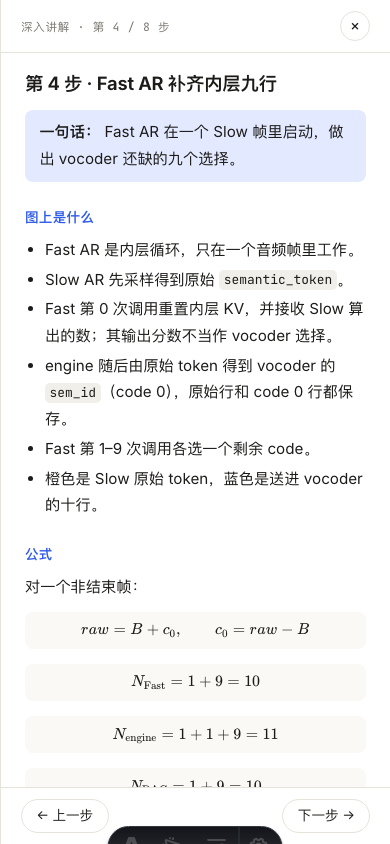 深入讲解 · 第 4 / 8 步
×
第 4 步 · Fast AR 补齐内层九行
一句话： Fast AR 在一个 Slow 帧里启动，做
出 vocoder 还缺的九个选择。
图上是什么
• Fast AR 是内层循环，只在一个音频帧里工作。
• Slow AR 先采样得到原始 semantic_token。
• Fast 第 0 次调用重置内层 KV，并接收 Slow 算
出的数；其输出分数不当作 vocoder 选择。
• engine 随后由原始 token 得到 vocoder 的
sem_id（code 0），原始行和 code 0 行都保
存。
• Fast 第 1–9 次调用各选一个剩余 code。
• 橙色是 Slow 原始 token，蓝色是送进 vocoder
的十行。
公式
对一个非结束帧：
raw = B + c₀, c₀ = raw − B
N_Fast = 1 + 9 = 10
N_engine = 1 + 1 + 9 = 11
← 上一步
下一步 →